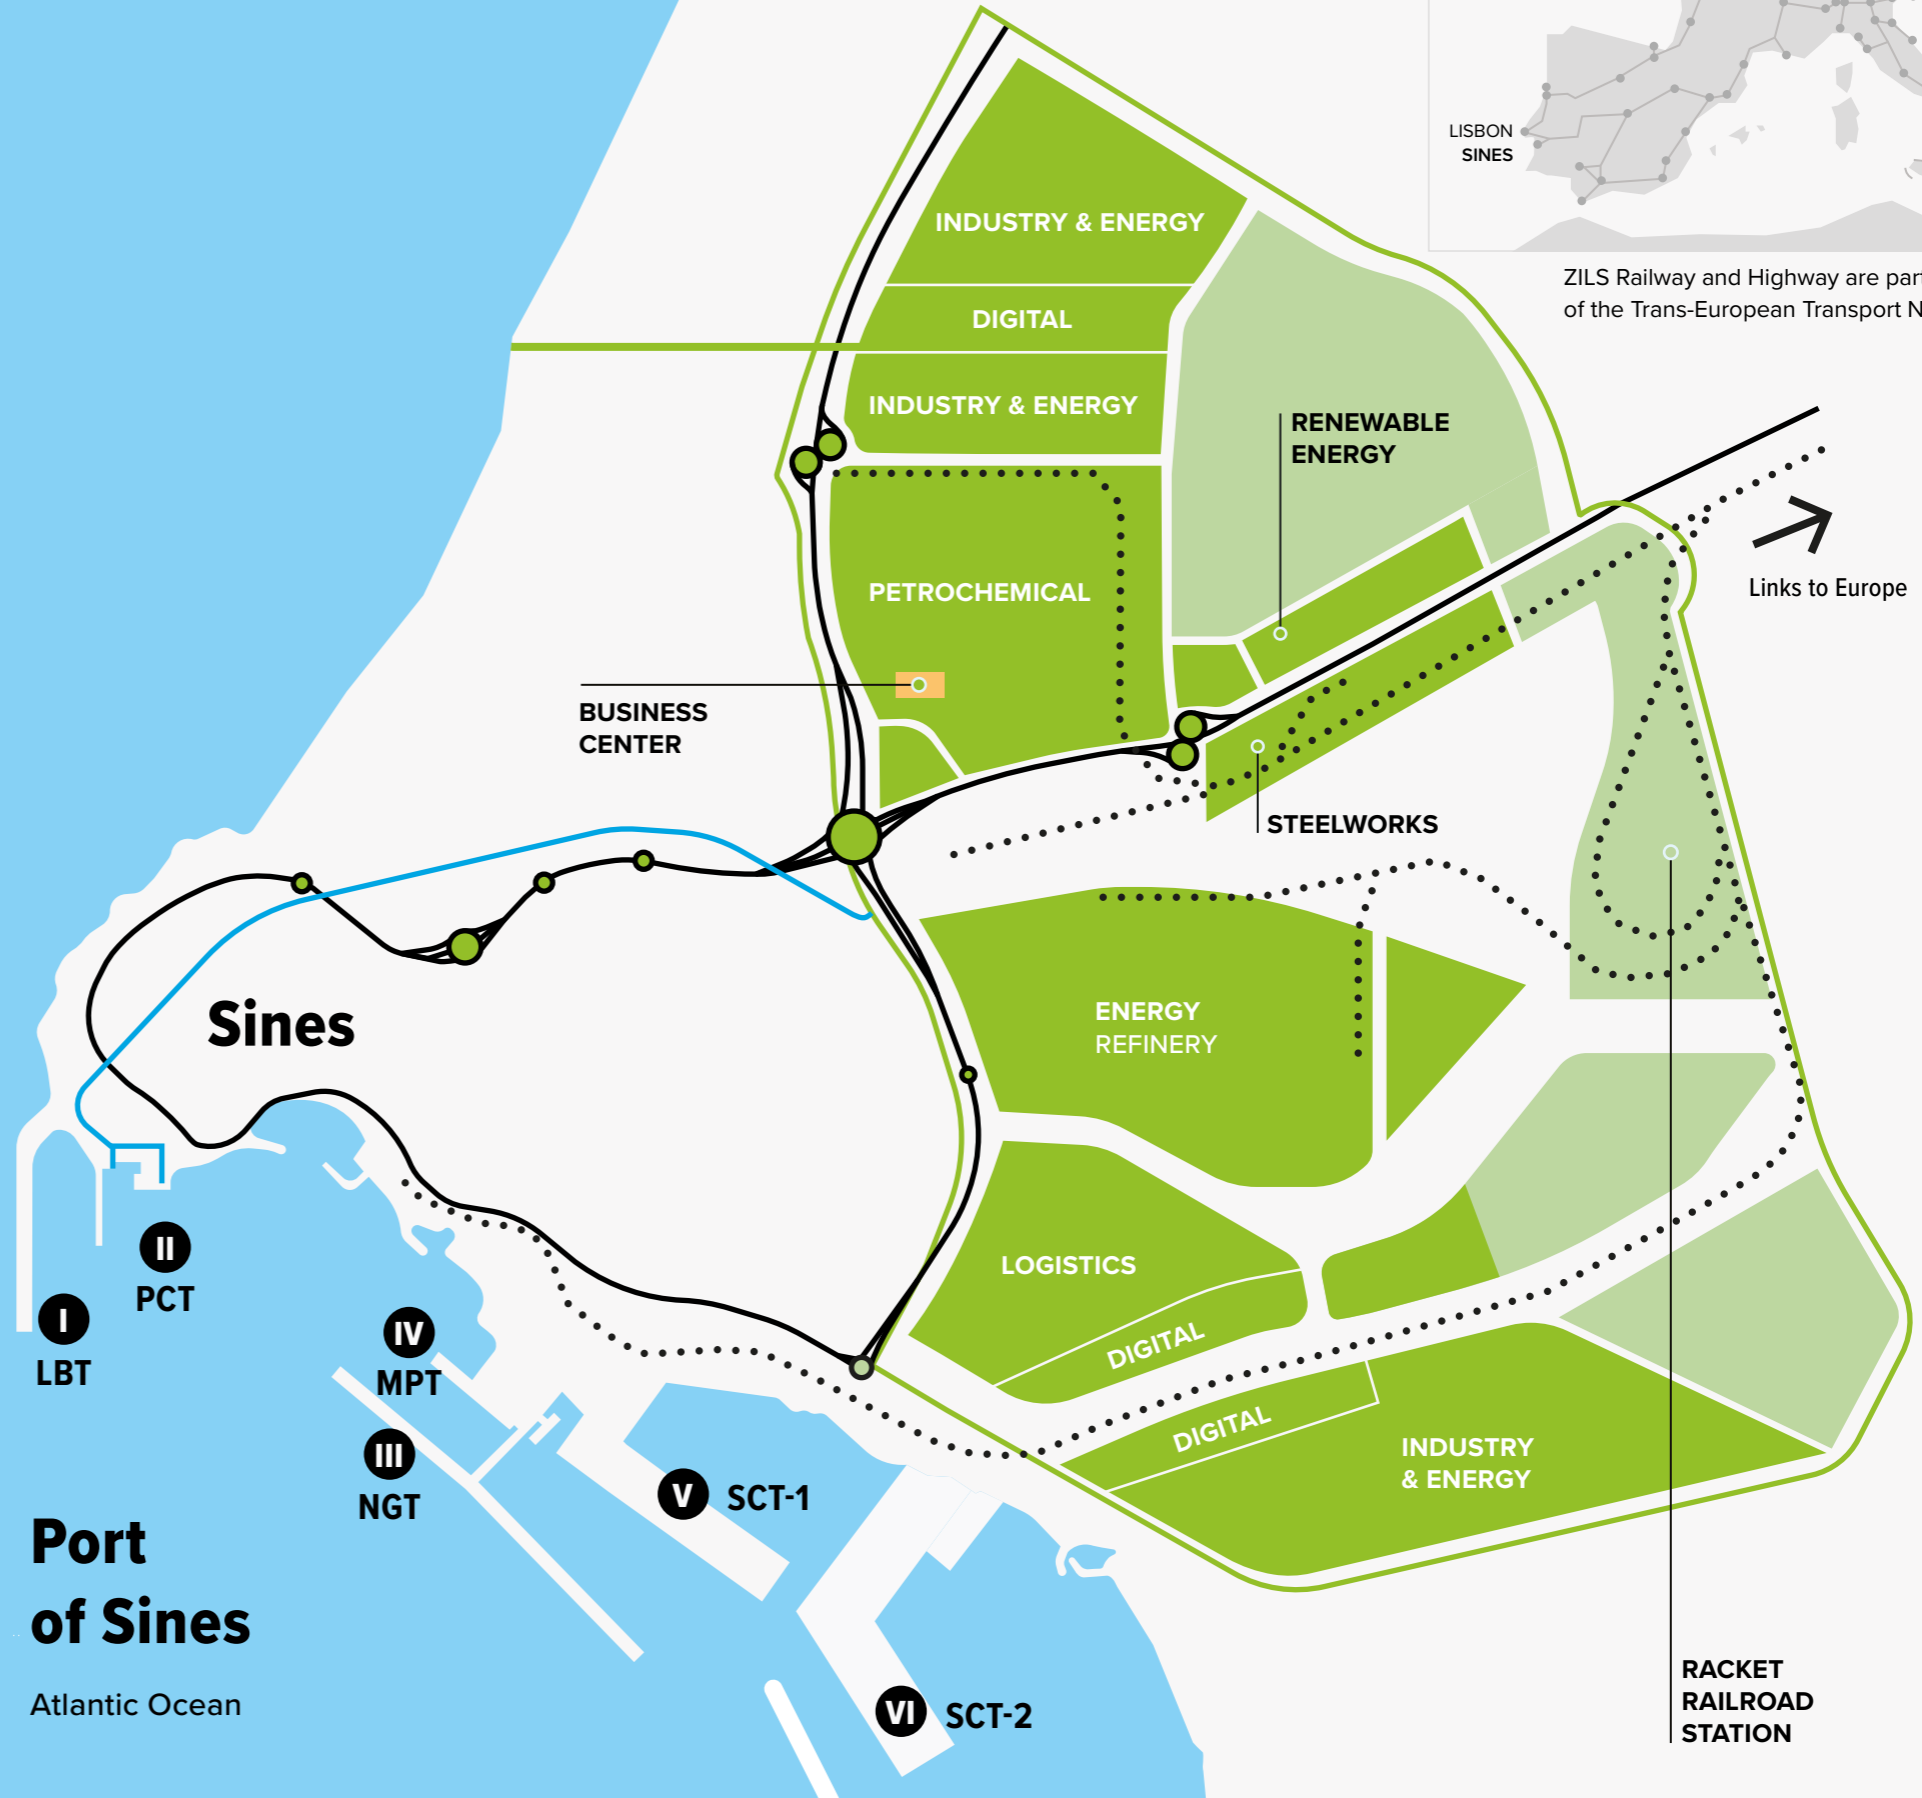 LISBON
SINES
ZILS Railway and Highway are part
of the Trans-European Transport N
INDUSTRY & ENERGY
DIGITAL
INDUSTRY & ENERGY
RENEWABLE
ENERGY
Links to Europe
PETROCHEMICAL
BUSINESS
CENTER
STEELWORKS
Sines
ENERGY
REFINERY
II
PCT
I
LBT
IV
MPT
III
NGT
LOGISTICS
DIGITAL
DIGITAL
INDUSTRY
& ENERGY
V
SCT-1
Port
of Sines
Atlantic Ocean
VI
SCT-2
RACKET
RAILROAD
STATION